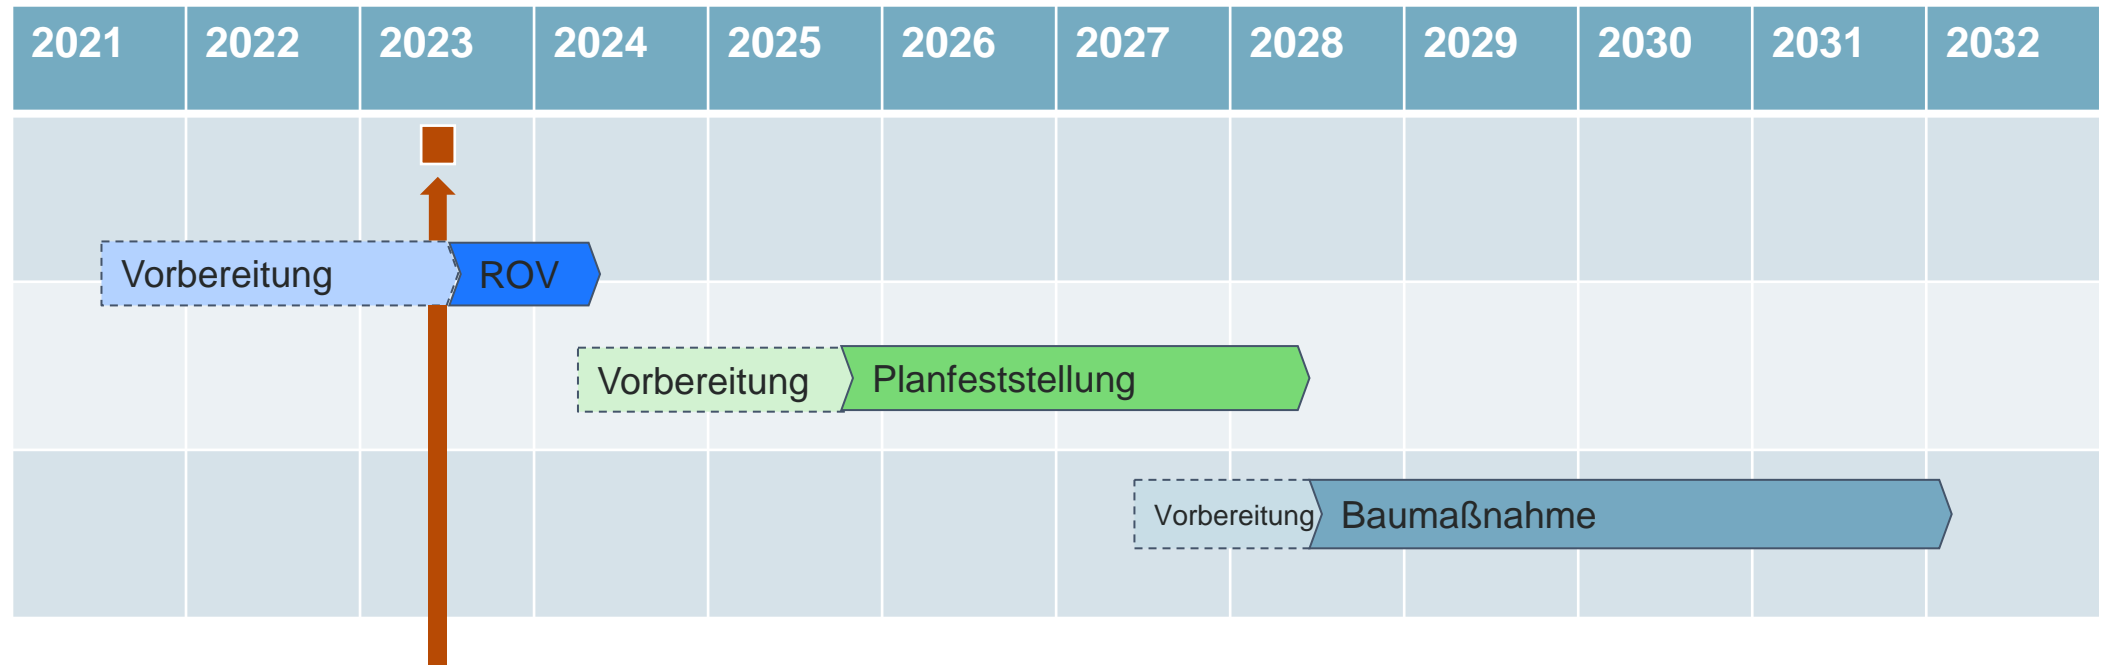 2021 2022 2023 2024 2025 2026 2027 2028 2029 2030 2031 2032
Vorbereitung ROV
Vorbereitung Planfeststellung
Vorbereitung Baumaßnahme